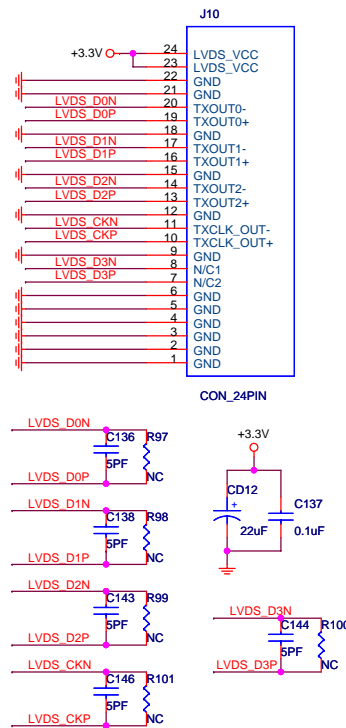 J10
+3.3V
24 LVDS_VCC
23 LVDS_VCC
22 GND
21 GND
LVDS_D0N 20 TXOUT0-
LVDS_D0P 19 TXOUT0+
18 GND
LVDS_D1N 17 TXOUT1-
LVDS_D1P 16 TXOUT1+
15 GND
LVDS_D2N 14 TXOUT2-
LVDS_D2P 13 TXOUT2+
12 GND
LVDS_CKN 11 TXCLK_OUT-
LVDS_CKP 10 TXCLK_OUT+
9 GND
LVDS_D3N 8 N/C1
LVDS_D3P 7 N/C2
6 GND
5 GND
4 GND
3 GND
2 GND
1 GND
CON_24PIN
LVDS_D0N
C136 R97
5PF
LVDS_D0P NC
LVDS_D1N
C138 R98
5PF
LVDS_D1P NC
LVDS_D2N
C143 R99
5PF
LVDS_D2P NC
LVDS_CKN
C146 R101
5PF
LVDS_CKP NC
+3.3V
CD12
+
22uF
C137
0.1uF
LVDS_D3N
C144 R100
5PF
LVDS_D3P NC